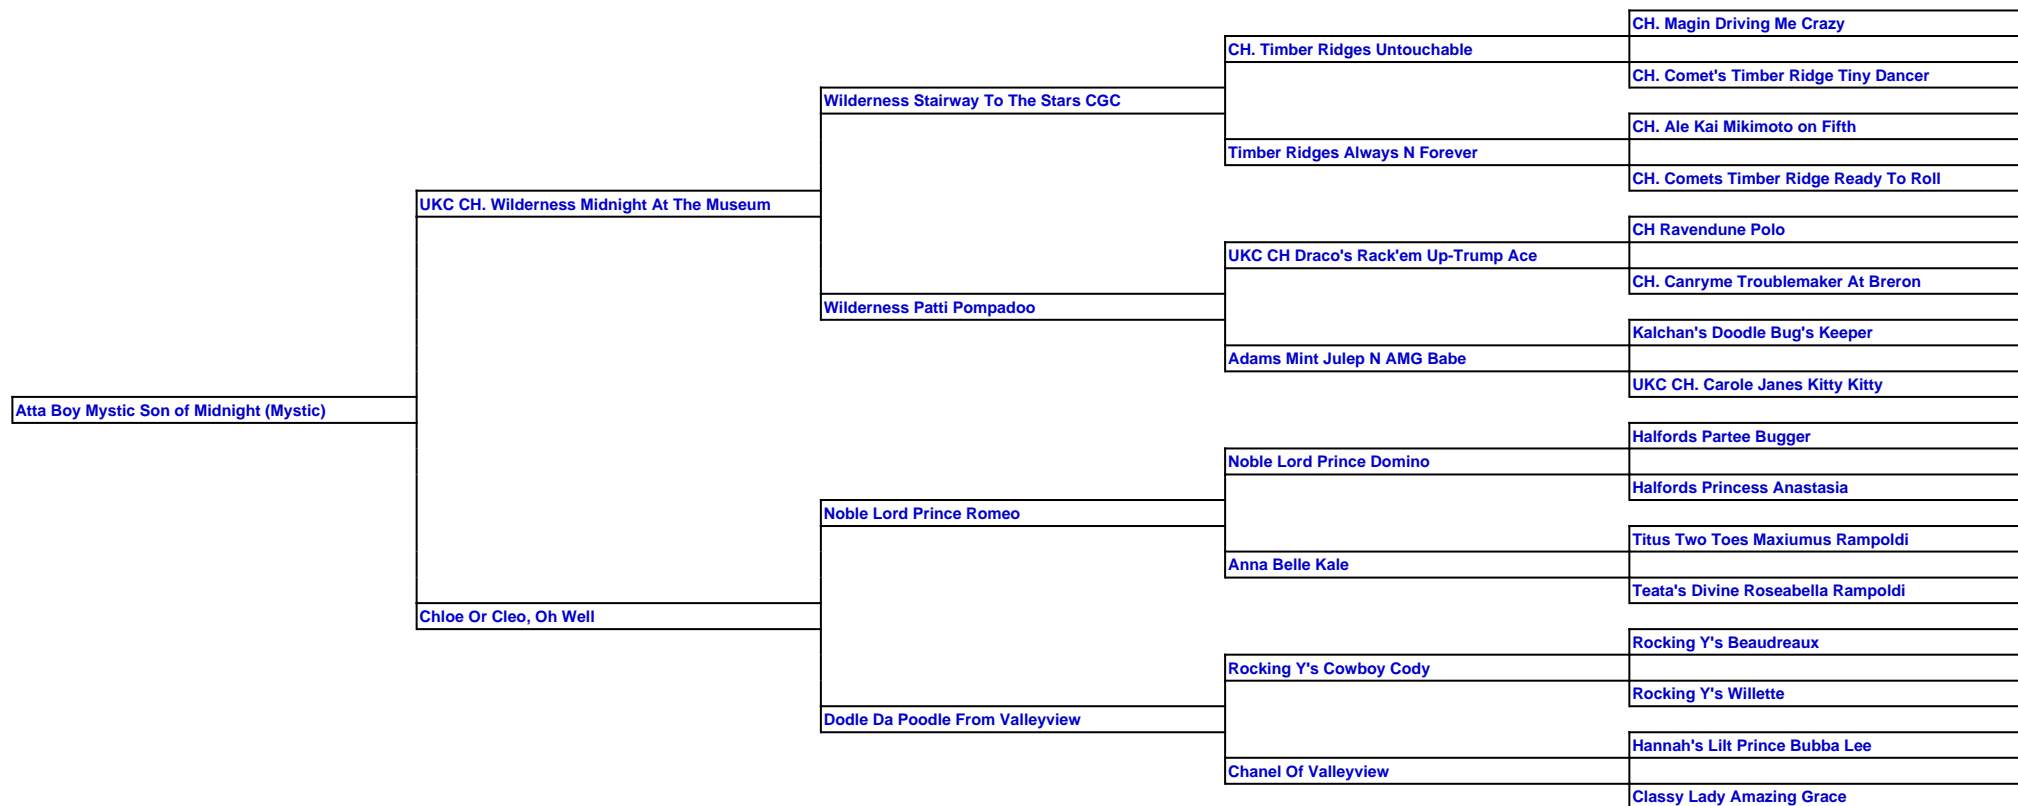 CH. Magin Driving Me Crazy
CH. Timber Ridges Untouchable
CH. Comet's Timber Ridge Tiny Dancer
Wilderness Stairway To The Stars CGC
CH. Ale Kai Mikimoto on Fifth
Timber Ridges Always N Forever
CH. Comets Timber Ridge Ready To Roll
UKC CH. Wilderness Midnight At The Museum
CH Ravendune Polo
UKC CH Draco's Rack'em Up-Trump Ace
CH. Canryme Troublemaker At Breron
Wilderness Patti Pompadoo
Kalchan's Doodle Bug's Keeper
Adams Mint Julep N AMG Babe
UKC CH. Carole Janes Kitty Kitty
Atta Boy Mystic Son of Midnight (Mystic)
Halfords Partee Bugger
Noble Lord Prince Domino
Halfords Princess Anastasia
Noble Lord Prince Romeo
Titus Two Toes Maxiumus Rampoldi
Anna Belle Kale
Teata's Divine Roseabella Rampoldi
Chloe Or Cleo, Oh Well
Rocking Y's Beaudreaux
Rocking Y's Cowboy Cody
Rocking Y's Willette
Dodle Da Poodle From Valleyview
Hannah's Lilt Prince Bubba Lee
Chanel Of Valleyview
Classy Lady Amazing Grace